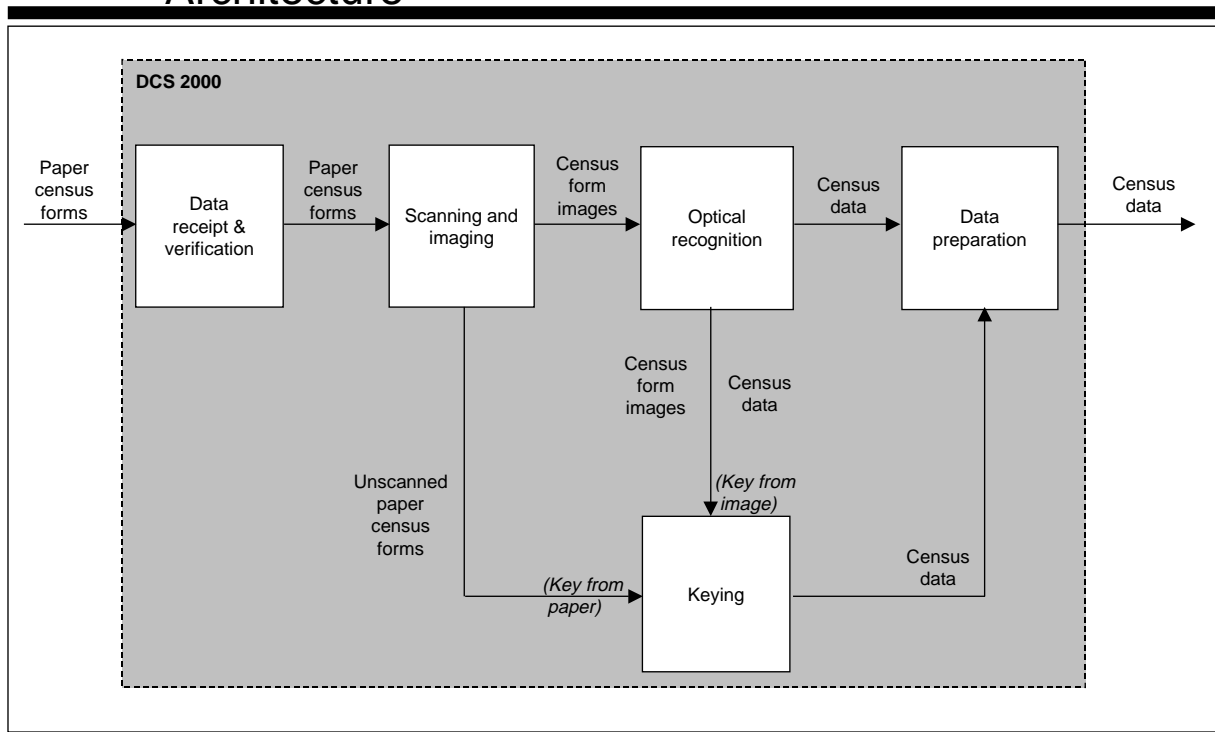 Architecture
DCS 2000
Paper
census
forms
Data
receipt &
verification
Paper
census
forms
Scanning and
imaging
Census
form
images
Optical
recognition
Census
data
Data
preparation
Census
data
Census
form
images
Census
data
Unscanned
paper
census
forms
(Key from
image)
(Key from
paper)
Keying
Census
data